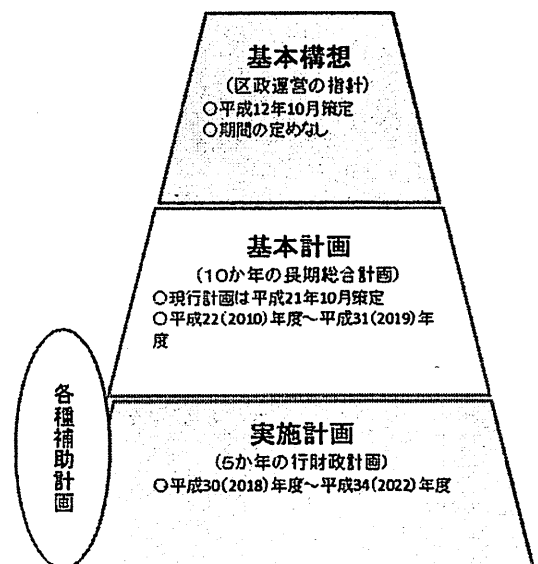 基本構想
(区政運営の指針)
○平成12年10月策定
○期間の定めなし
基本計画
(10か年の長期総合計画)
○現行計画は平成21年10月策定
○平成22(2010)年度~平成31(2019)年
度
各種補助計画
実施計画
(5か年の行財政計画)
○平成30(2018)年度~平成34(2022)年度